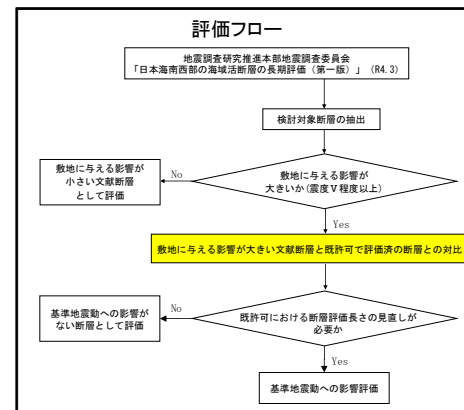 評価フロー
地震調査研究推進本部地震調査委員会
「日本海南西部の海域活断層の長期評価（第一版）」（R4.3）
検討対象断層の抽出
敷地に与える影響が
小さい文献断層
として評価
No
敷地に与える影響が
大きいか(震度Ⅴ程度以上)
Yes
敷地に与える影響が大きい文献断層と既許可で評価済の断層との対比
基準地震動への影響が
ない断層として評価
No
既許可における断層評価長さの見直しが
必要か
Yes
基準地震動への影響評価